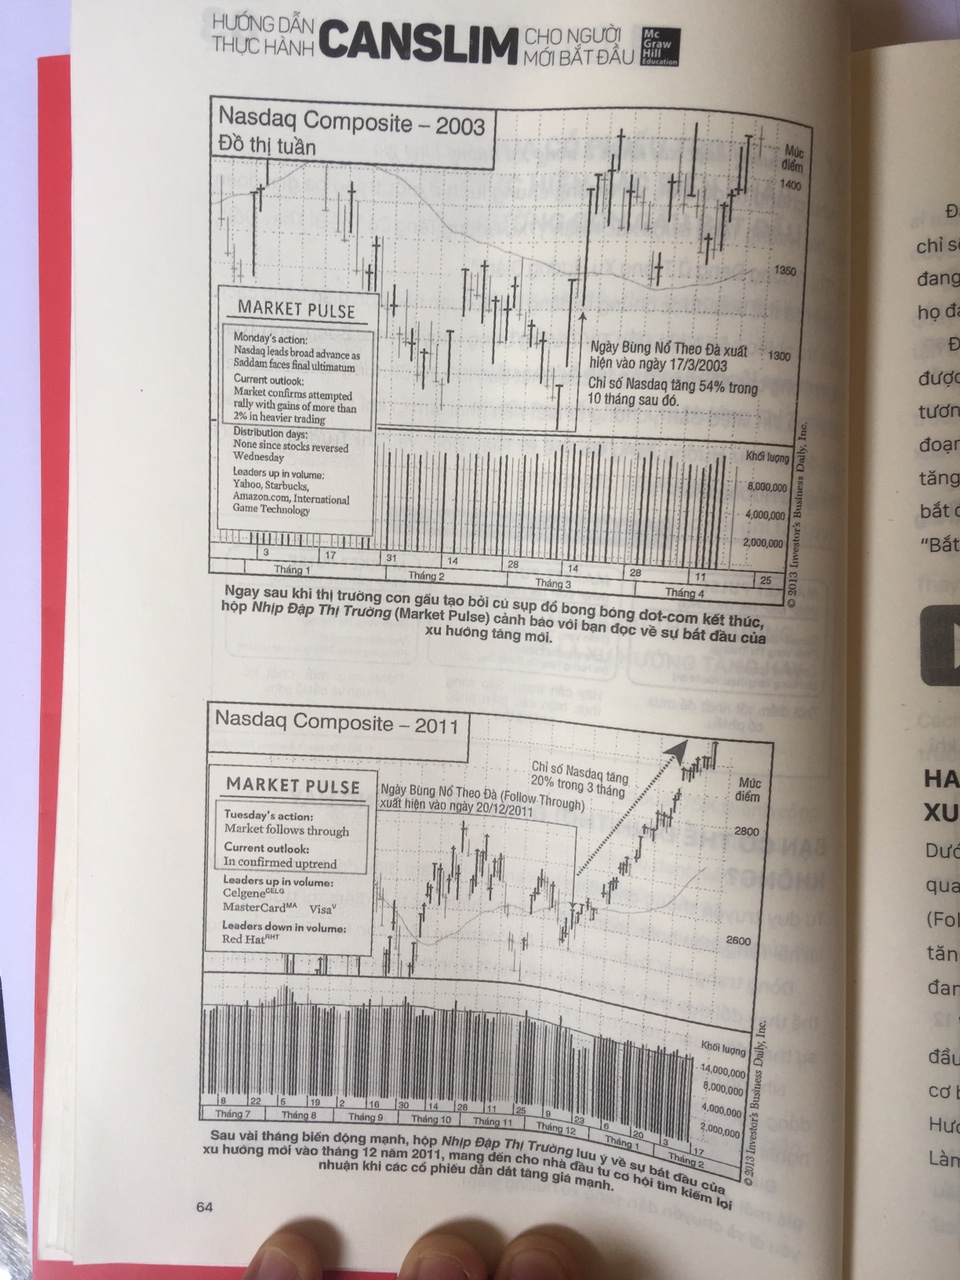 HƯỚNG DẪN
THỰC HÀNH
CANSLIM
CHO NGƯỜI
MỚI BẮT ĐẦU
Mc
Graw
Hill
Education
Nasdaq Composite – 2003
Đồ thị tuần
Mức
điểm
1400
1350
1300
MARKET PULSE
Monday's action:
Nasdaq leads broad advance as
Saddam faces final ultimatum
Current outlook:
Market confirms attempted
rally with gains of more than
2% in heavier trading
Distribution days:
None since stocks reversed
Wednesday
Leaders up in volume:
Yahoo, Starbucks,
Amazon.com, International
Game Technology
Ngày Bùng Nổ Theo Đà xuất
hiện vào ngày 17/3/2003
Chỉ số Nasdaq tăng 54% trong
10 tháng sau đó.
Khối lượng
8,000,000
4,000,000
2,000,000
© 2013 Investor's Business Daily, Inc.
3 17 31 14 28 14 28 11 25
Tháng 1 Tháng 2 Tháng 3 Tháng 4
Ngay sau khi thị trường con gấu tạo bởi cú sụp đổ bong bóng dot-com kết thúc,
hộp Nhịp Đập Thị Trường (Market Pulse) cảnh báo với bạn đọc về sự bắt đầu của
xu hướng tăng mới.
Nasdaq Composite – 2011
MARKET PULSE
Tuesday's action:
Market follows through
Current outlook:
In confirmed uptrend
Leaders up in volume:
Celgene CELG
MasterCard MA Visa V
Leaders down in volume:
Red Hat RHT
Ngày Bùng Nổ Theo Đà (Follow Through)
xuất hiện vào ngày 20/12/2011
Chỉ số Nasdaq tăng
20% trong 3 tháng
Mức
điểm
2800
2600
Khối lượng
14,000,000
8,000,000
4,000,000
2,000,000
© 2013 Investor's Business Daily, Inc.
8 22 5 19 2 16 30 14 28 11 25 9 23 6 20 3 17
Tháng 7 Tháng 8 Tháng 9 Tháng 10 Tháng 11 Tháng 12 Tháng 1 Tháng 2
Sau vài tháng biến động mạnh, hộp Nhịp Đập Thị Trường lưu ý về sự bắt đầu của
xu hướng mới vào tháng 12 năm 2011, mang đến cho nhà đầu tư cơ hội tìm kiếm lợi
nhuận khi các cổ phiếu dẫn dắt tăng giá mạnh.
64
chỉ số
đang
họ đã
được
tương
đoạn
tăng
bắt đ
"Bắt
HA
XU
Dướ
qua
(Fol
tăn
đan
đầu
cơ b
Hướ
Làm